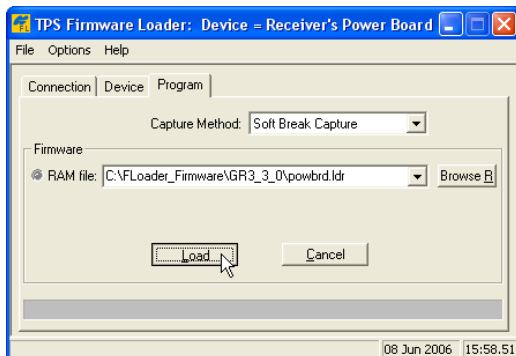 TPS Firmware Loader: Device = Receiver's Power Board
File Options Help
Connection Device Program
Capture Method: Soft Break Capture
Firmware
RAM file: C:\FLoader_Firmware\GR3_3_0\powbrd.ldr Browse R
Load Cancel
08 Jun 2006 15:58.51